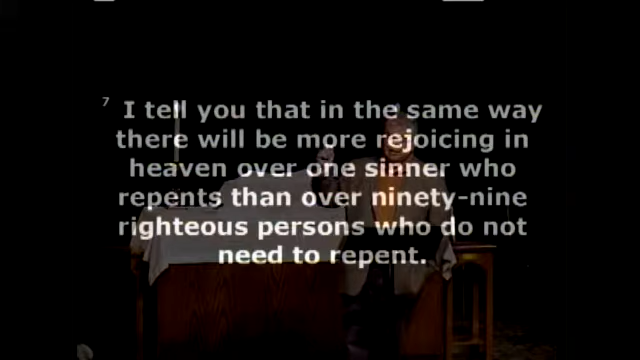 7 I tell you that in the same way
there will be more rejoicing in
heaven over one sinner who
repents than over ninety-nine
righteous persons who do not
need to repent.